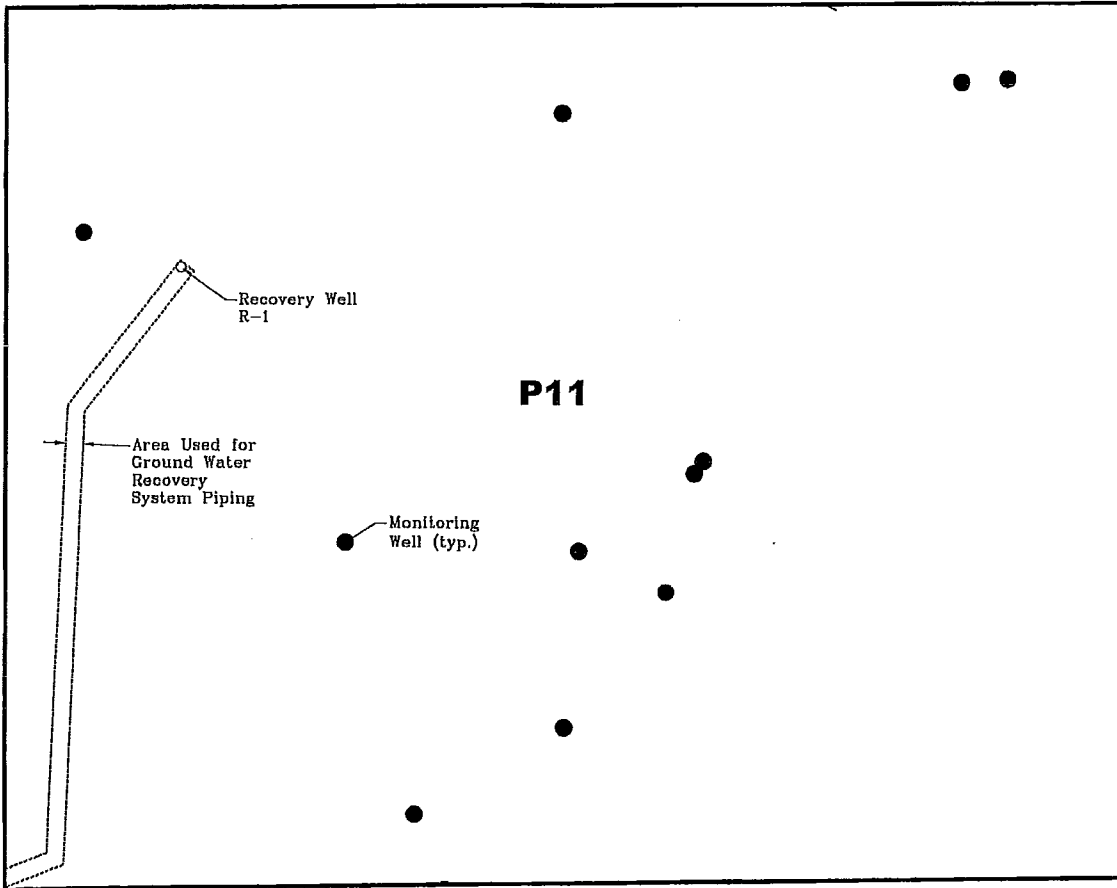 Recovery Well
R-1
P11
Area Used for
Ground Water
Recovery
System Piping
Monitoring
Well (typ.)